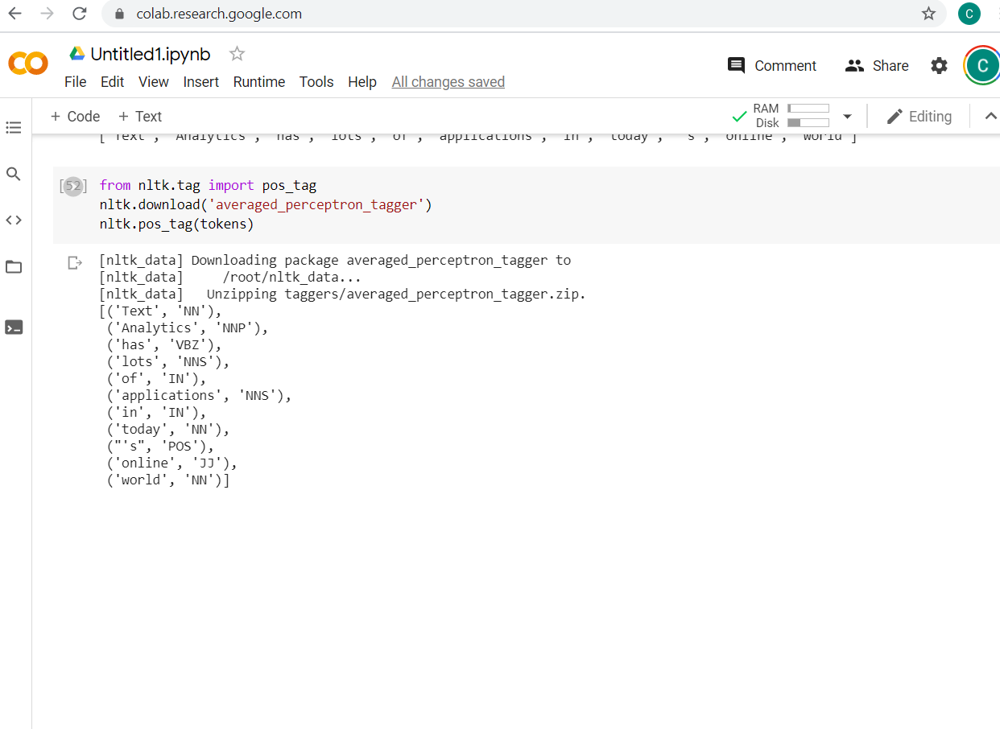 colab.research.google.com
C
Untitled1.ipynb
Comment
Share
C
File Edit View Insert Runtime Tools Help All changes saved
+ Code + Text
RAM
Disk
Editing
['Text', 'Analytics', 'has', 'lots', 'of', 'applications', 'in', 'today', "'s", 'online', 'world']
[52] from nltk.tag import pos_tag
nltk.download('averaged_perceptron_tagger')
nltk.pos_tag(tokens)
[nltk_data] Downloading package averaged_perceptron_tagger to
[nltk_data]     /root/nltk_data...
[nltk_data]   Unzipping taggers/averaged_perceptron_tagger.zip.
[('Text', 'NN'),
('Analytics', 'NNP'),
('has', 'VBZ'),
('lots', 'NNS'),
('of', 'IN'),
('applications', 'NNS'),
('in', 'IN'),
('today', 'NN'),
("'s", 'POS'),
('online', 'JJ'),
('world', 'NN')]